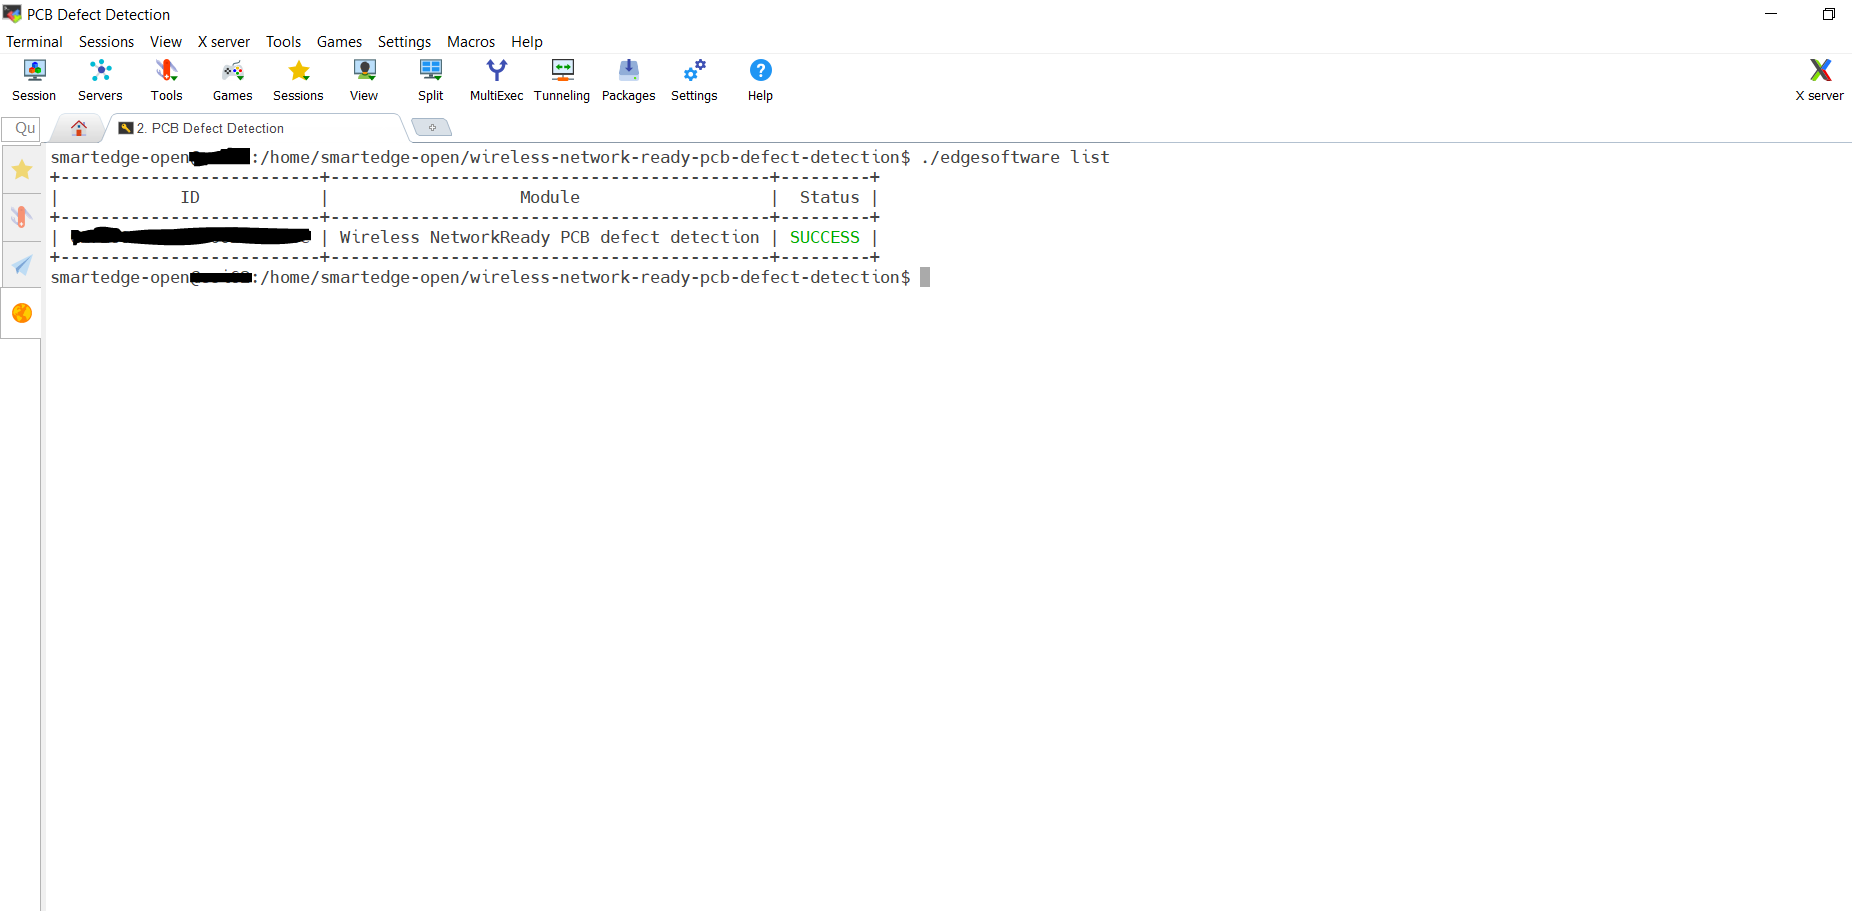 PCB Defect Detection
Terminal Sessions View X server Tools Games Settings Macros Help
Session Servers Tools Games Sessions View Split MultiExec Tunneling Packages Settings Help X server
Qu 2. PCB Defect Detection
smartedge-open :/home/smartedge-open/wireless-network-ready-pcb-defect-detection$ ./edgesoftware list
+--------------------------+--------------------------------------------+---------+
| ID | Module | Status |
+--------------------------+--------------------------------------------+---------+
| | Wireless NetworkReady PCB defect detection | SUCCESS |
+--------------------------+--------------------------------------------+---------+
smartedge-open :/home/smartedge-open/wireless-network-ready-pcb-defect-detection$